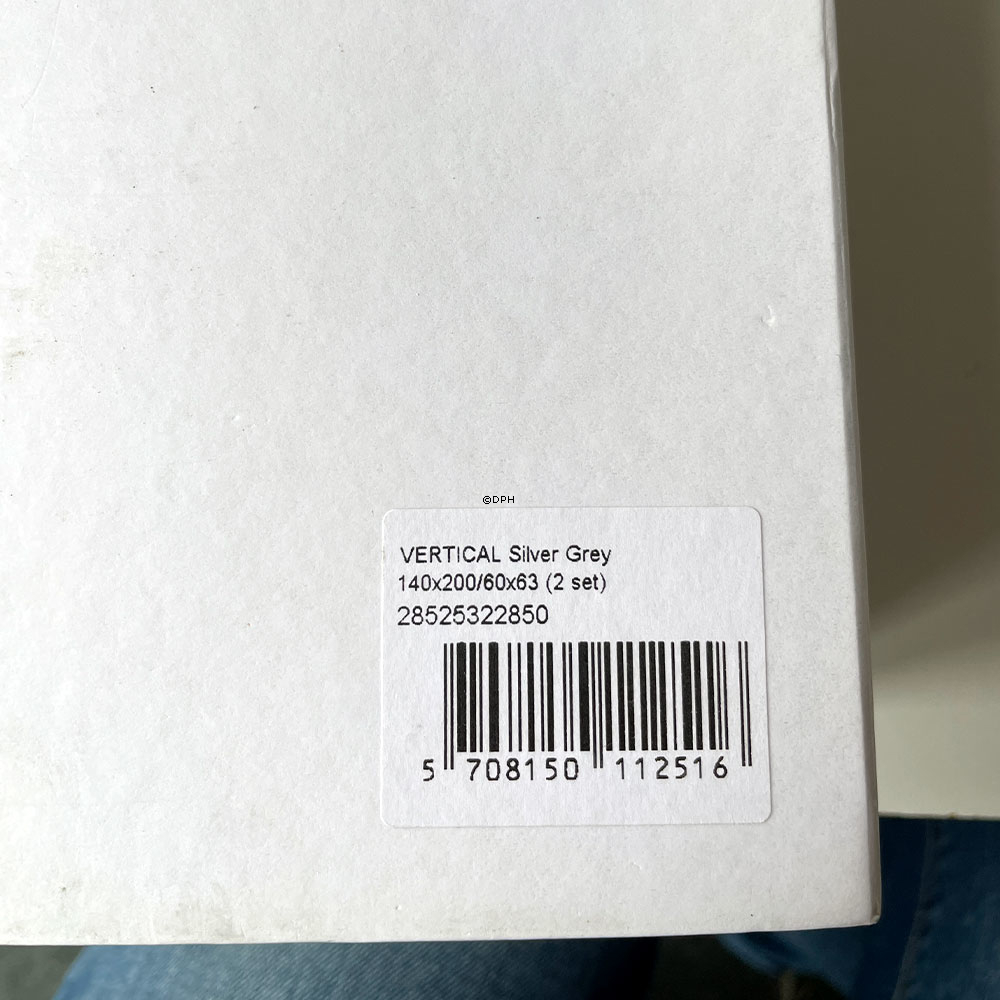 ©DPH
VERTICAL Silver Grey
140x200/60x63 (2 set)
28525322850
5 708150 112516